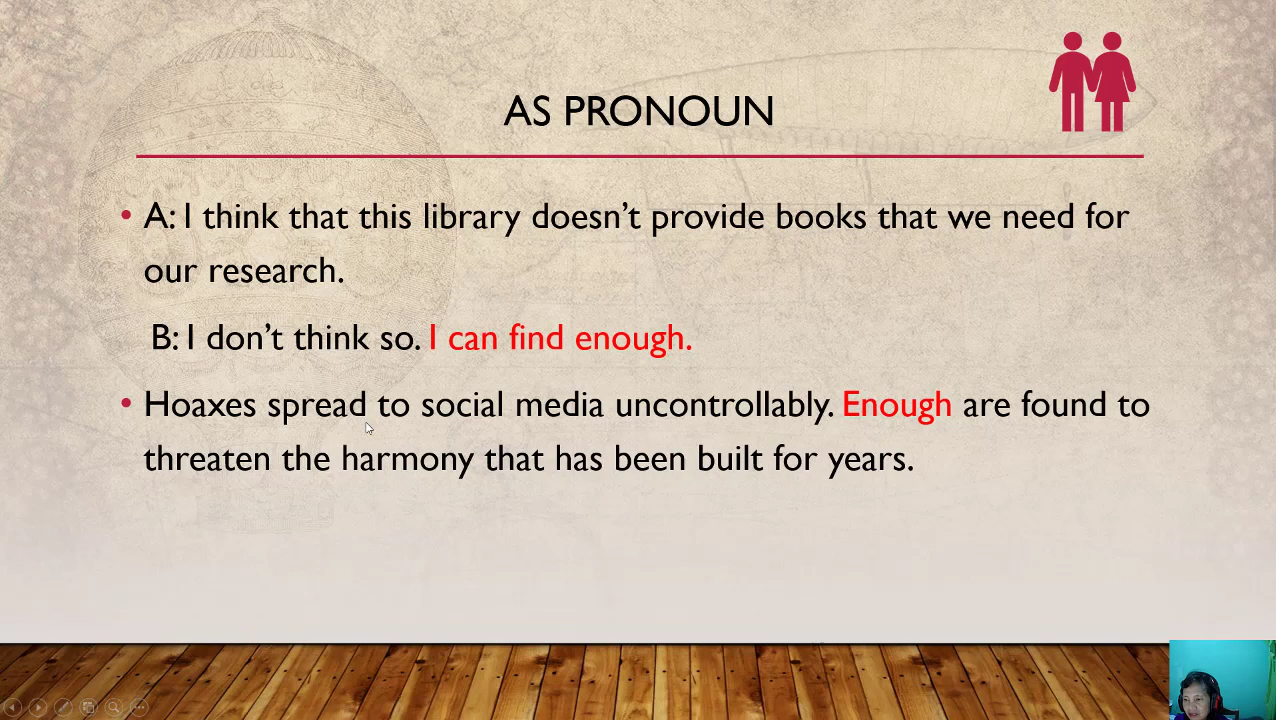 AS PRONOUN
• A: I think that this library doesn't provide books that we need for
our research.
B: I don't think so. I can find enough.
• Hoaxes spread to social media uncontrollably. Enough are found to
threaten the harmony that has been built for years.